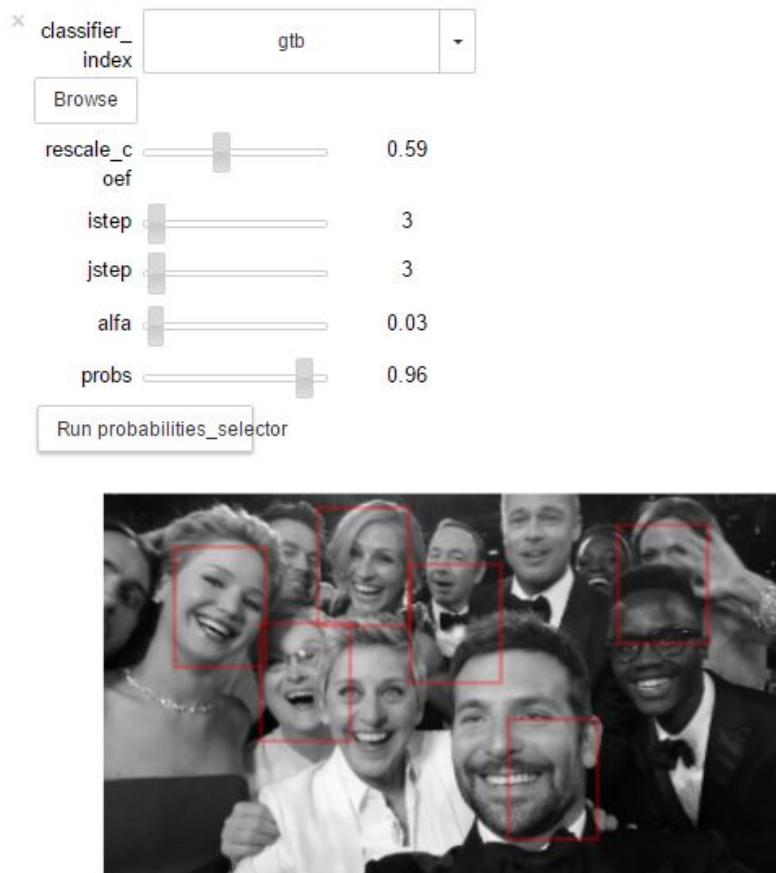 ×
classifier_
index
gtb
Browse
rescale_c
oef
0.59
istep
3
jstep
3
alfa
0.03
probs
0.96
Run probabilities_selector